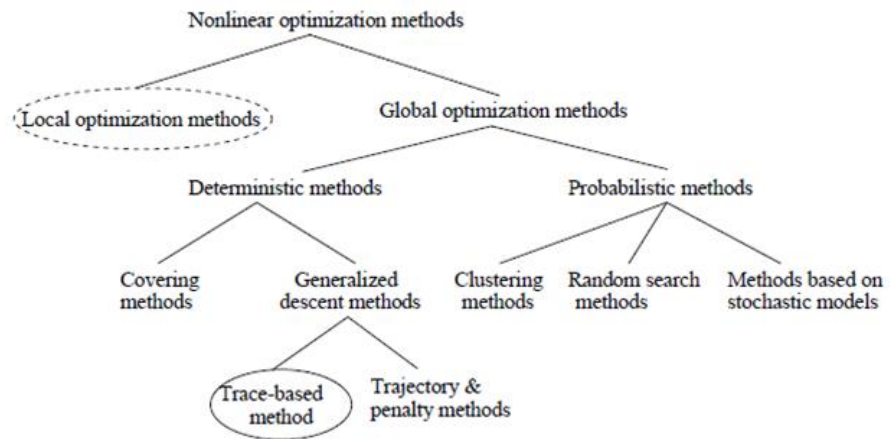 Nonlinear optimization methods
Local optimization methods
Global optimization methods
Deterministic methods
Probabilistic methods
Covering
methods
Generalized
descent methods
Clustering
methods
Random search
methods
Methods based on
stochastic models
Trace-based
method
Trajectory &
penalty methods